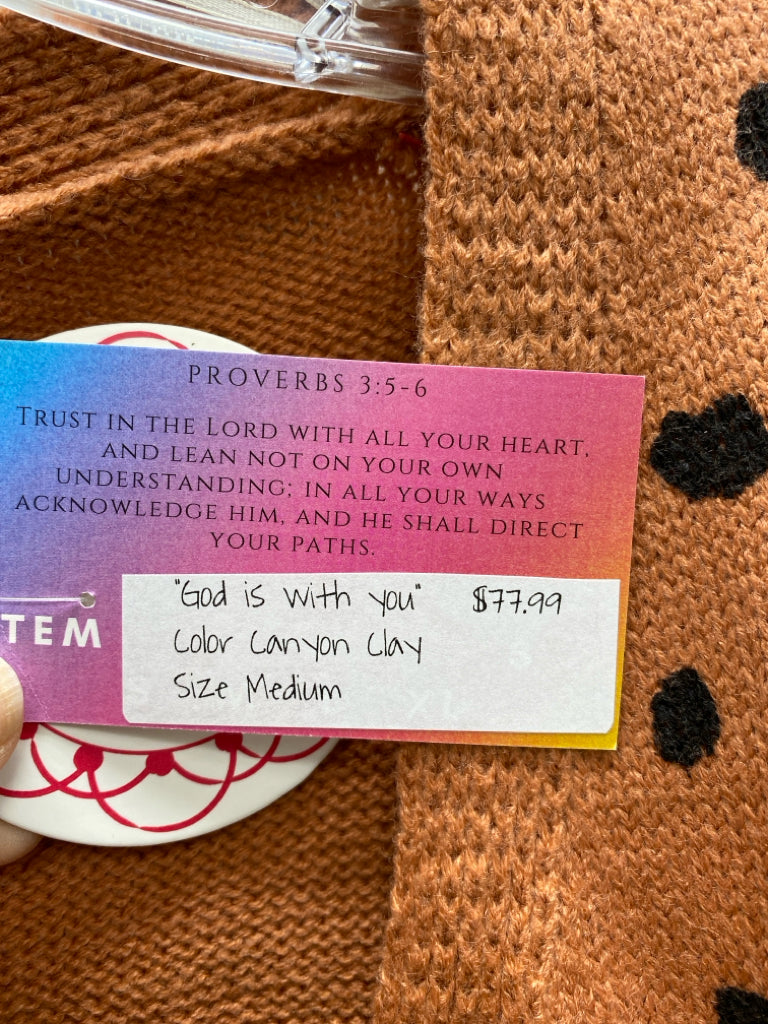 PROVERBS 3:5-6
TRUST IN THE LORD WITH ALL YOUR HEART,
AND LEAN NOT ON YOUR OWN
UNDERSTANDING; IN ALL YOUR WAYS
ACKNOWLEDGE HIM, AND HE SHALL DIRECT
YOUR PATHS.
"God is with you" $77.99
TEM
Color Canyon Clay
Size Medium